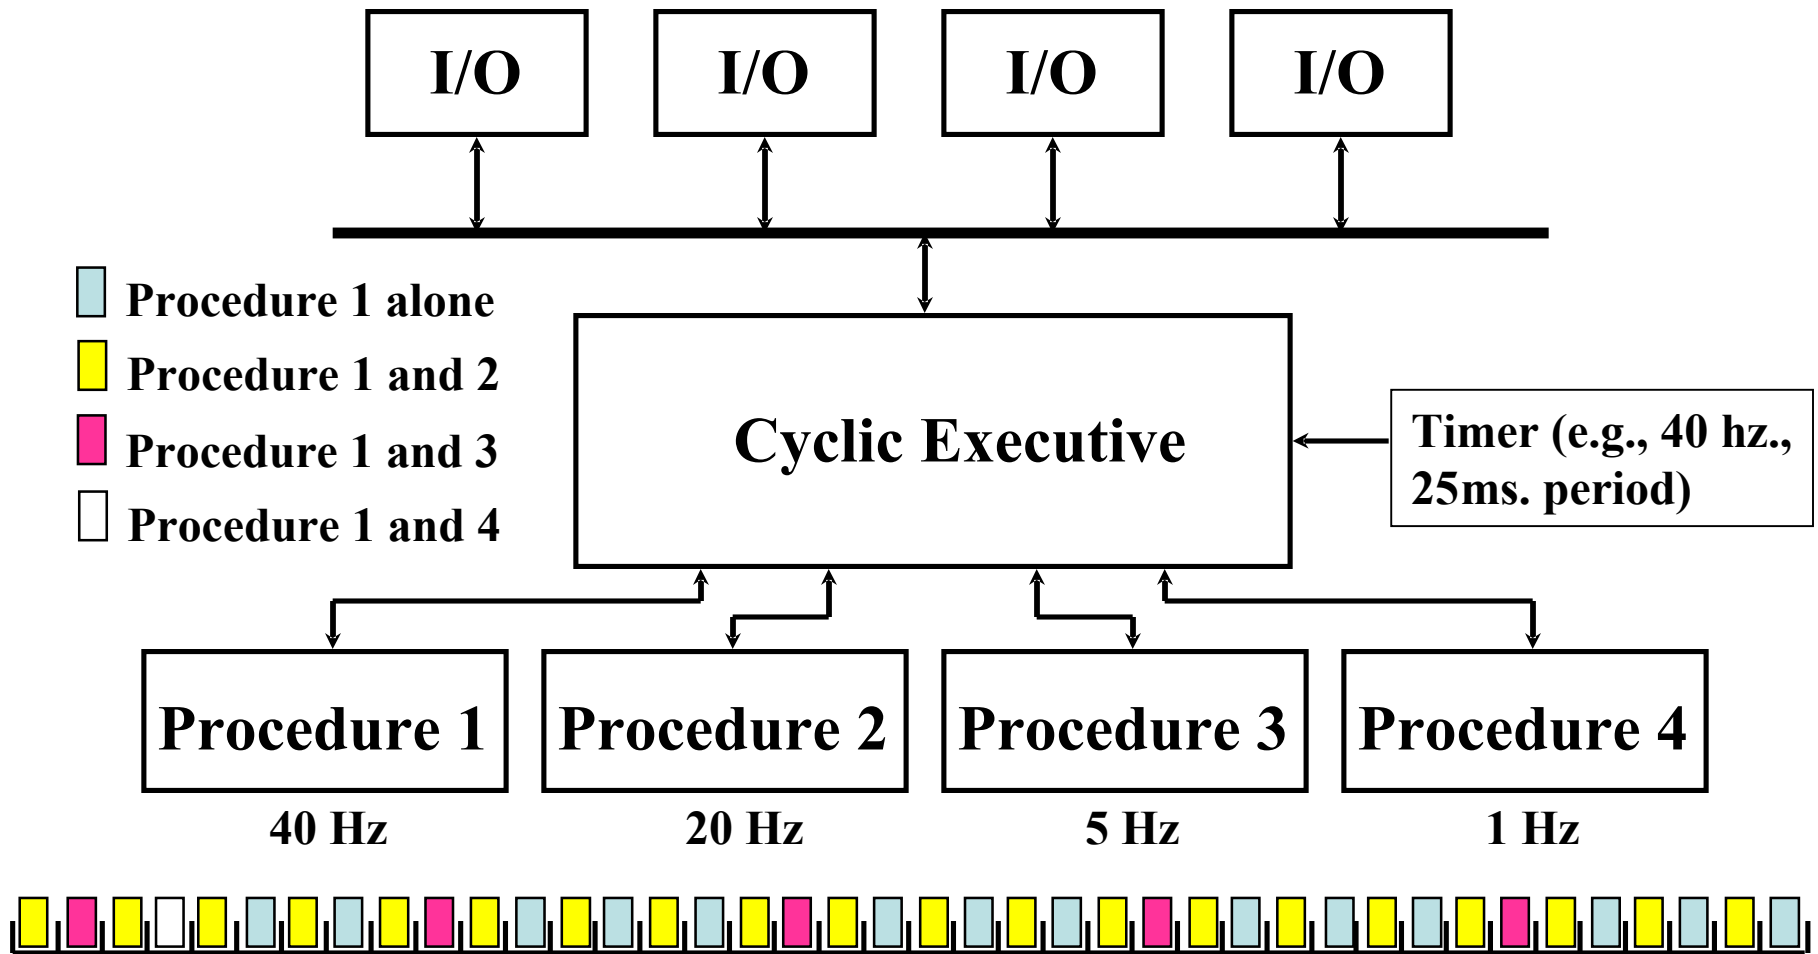 I/O
I/O
I/O
I/O
Procedure 1 alone
Procedure 1 and 2
Procedure 1 and 3
Procedure 1 and 4
Cyclic Executive
Timer (e.g., 40 hz.,
25ms. period)
Procedure 1
Procedure 2
Procedure 3
Procedure 4
40 Hz
20 Hz
5 Hz
1 Hz